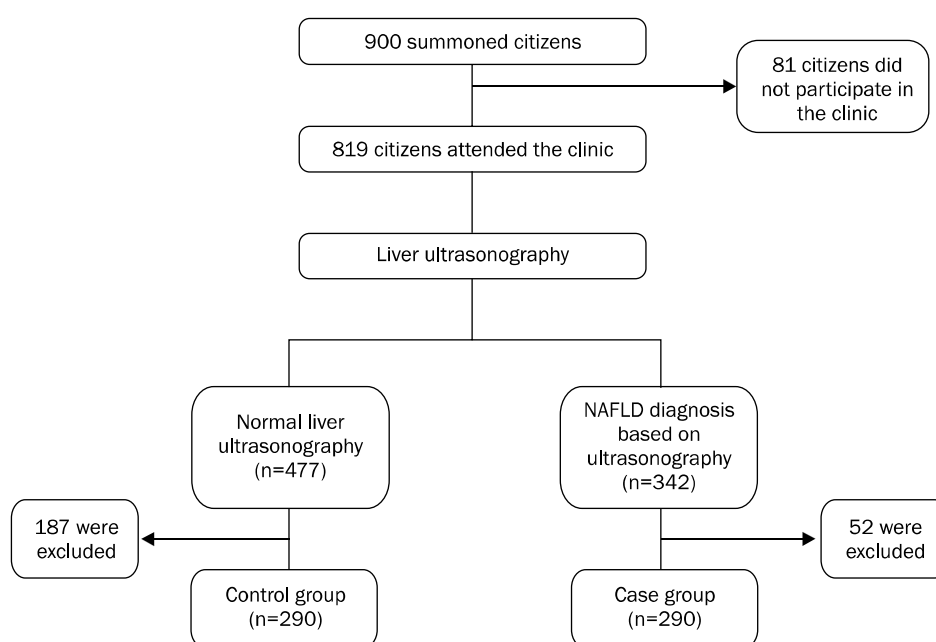 900 summoned citizens
81 citizens did
not participate in
the clinic
819 citizens attended the clinic
Liver ultrasonography
Normal liver
ultrasonography
(n=477)
NAFLD diagnosis
based on
ultrasonography
(n=342)
187 were
excluded
52 were
excluded
Control group
(n=290)
Case group
(n=290)